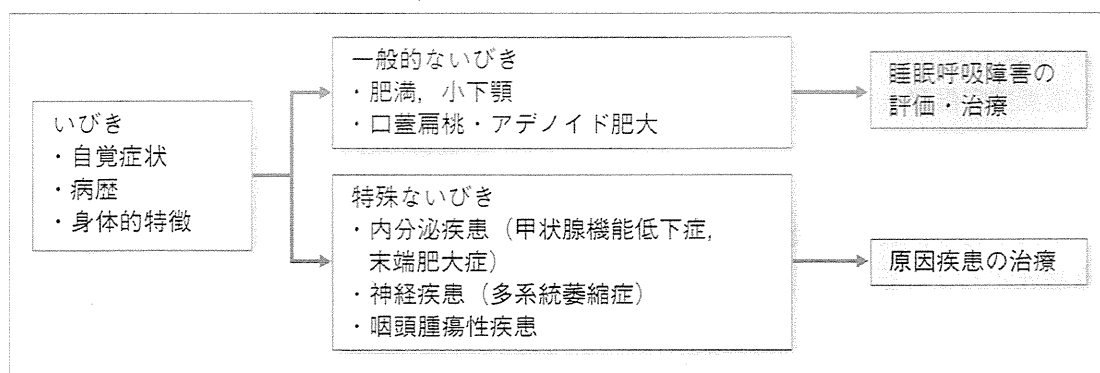 いびき
・自覚症状
・病歴
・身体的特徴
一般的ないびき
・肥満，小下顎
・口蓋扁桃・アデノイド肥大
睡眠呼吸障害の
評価・治療
特殊ないびき
・内分泌疾患（甲状腺機能低下症，
末端肥大症）
・神経疾患（多系統萎縮症）
・咽頭腫瘍性疾患
原因疾患の治療